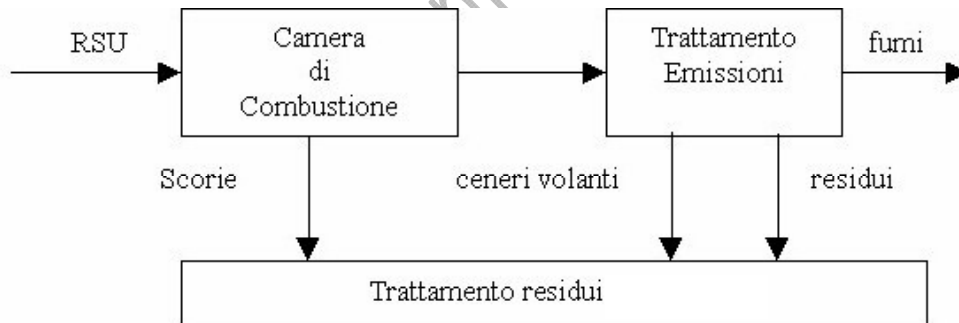 RSU
Camera
di
Combustione
Trattamento
Emissioni
fumi
Scorie
ceneri volanti
residui
Trattamento residui